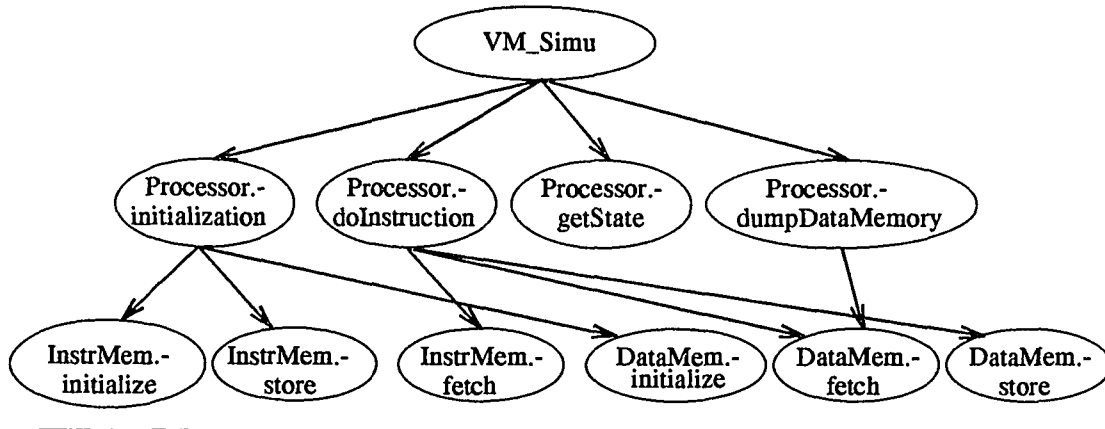 VM_Simu
Processor.-
initialization
Processor.-
doInstruction
Processor.-
getState
Processor.-
dumpDataMemory
InstrMem.-
initialize
InstrMem.-
store
InstrMem.-
fetch
DataMem.-
initialize
DataMem.-
fetch
DataMem.-
store